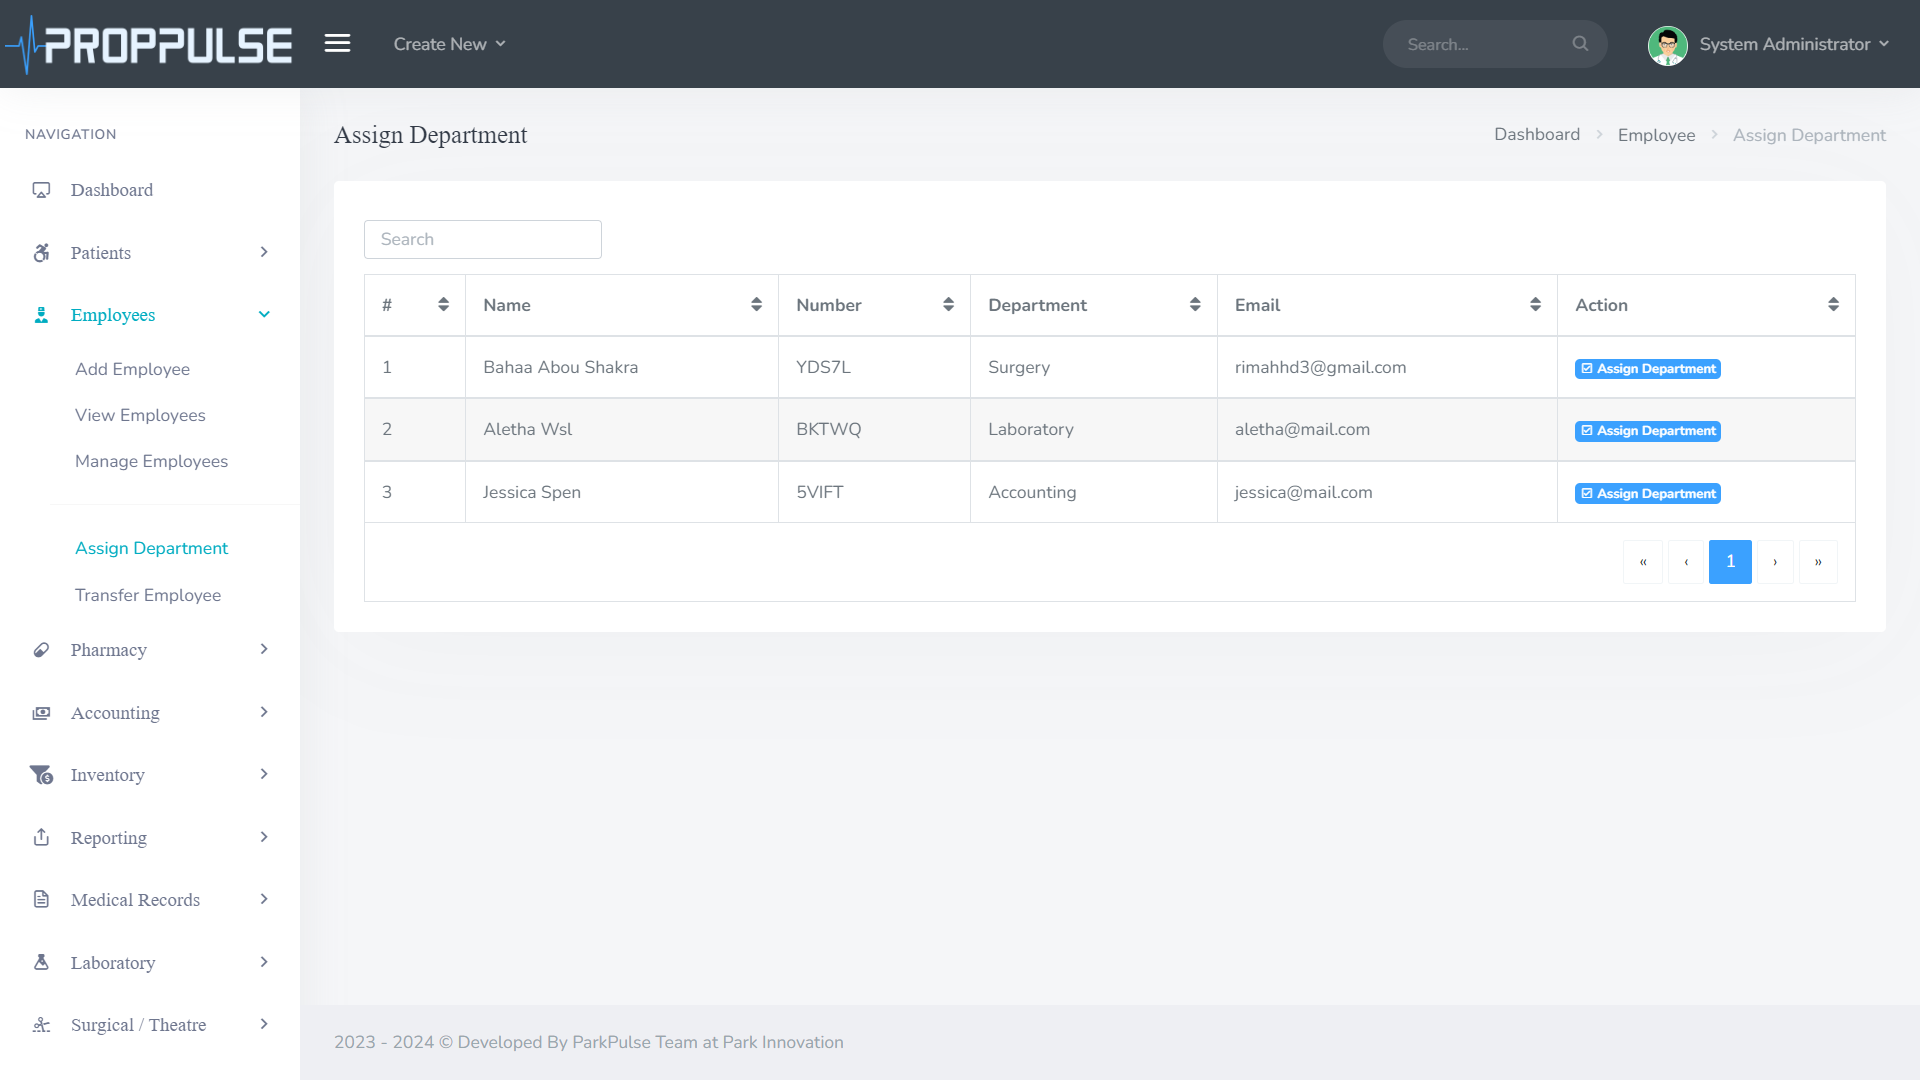 PROPPULSE
Create New
Search...
System Administrator
NAVIGATION
Dashboard
Patients
Employees
Add Employee
View Employees
Manage Employees
Assign Department
Transfer Employee
Pharmacy
Accounting
Inventory
Reporting
Medical Records
Laboratory
Surgical / Theatre
Assign Department
Dashboard > Employee > Assign Department
Search
# Name Number Department Email Action
1 Bahaa Abou Shakra YDS7L Surgery rimahhd3@gmail.com Assign Department
2 Aletha Wsl BKTWQ Laboratory aletha@mail.com Assign Department
3 Jessica Spen 5VIFT Accounting jessica@mail.com Assign Department
« ‹ 1 › »
2023 - 2024 © Developed By ParkPulse Team at Park Innovation